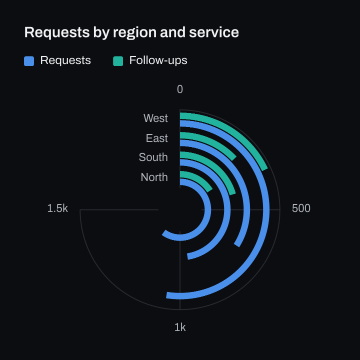 Requests by region and service
Requests Follow-ups
0
West
East
South
North
1.5k 500
1k